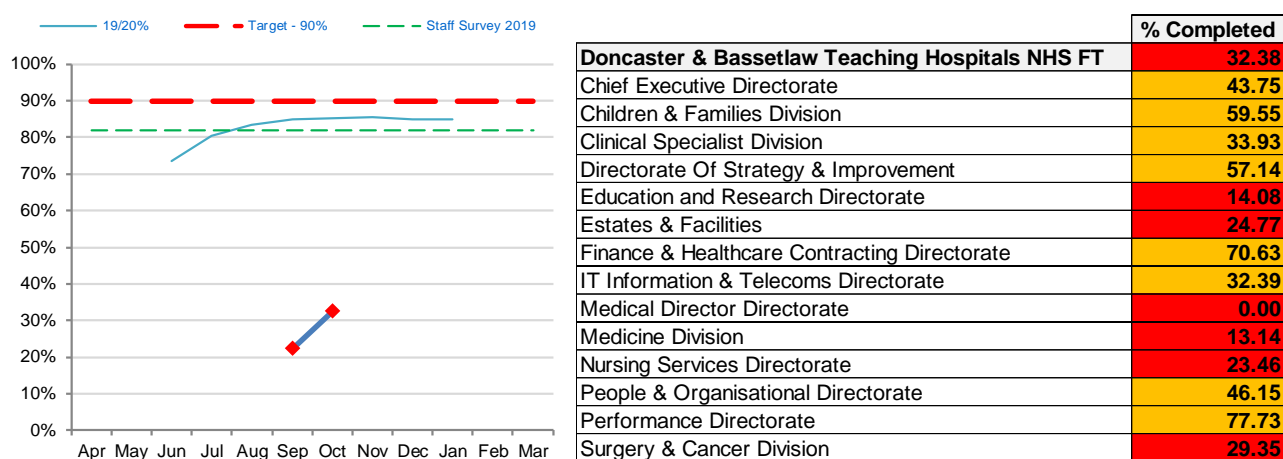 19/20%   Target - 90%   Staff Survey 2019
100%
90%
80%
70%
60%
50%
40%
30%
20%
10%
0%
Apr May Jun Jul Aug Sep Oct Nov Dec Jan Feb Mar
% Completed
Doncaster & Bassetlaw Teaching Hospitals NHS FT 32.38
Chief Executive Directorate 43.75
Children & Families Division 59.55
Clinical Specialist Division 33.93
Directorate Of Strategy & Improvement 57.14
Education and Research Directorate 14.08
Estates & Facilities 24.77
Finance & Healthcare Contracting Directorate 70.63
IT Information & Telecoms Directorate 32.39
Medical Director Directorate 0.00
Medicine Division 13.14
Nursing Services Directorate 23.46
People & Organisational Directorate 46.15
Performance Directorate 77.73
Surgery & Cancer Division 29.35